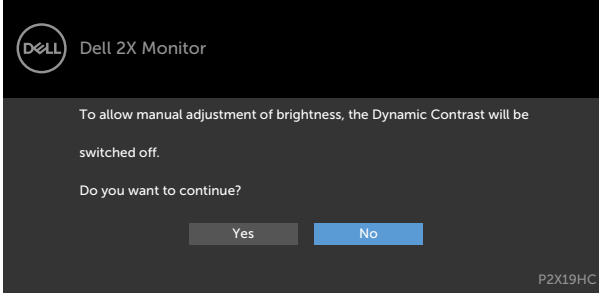 DELL
Dell 2X Monitor
To allow manual adjustment of brightness, the Dynamic Contrast will be
switched off.
Do you want to continue?
Yes No
P2X19HC